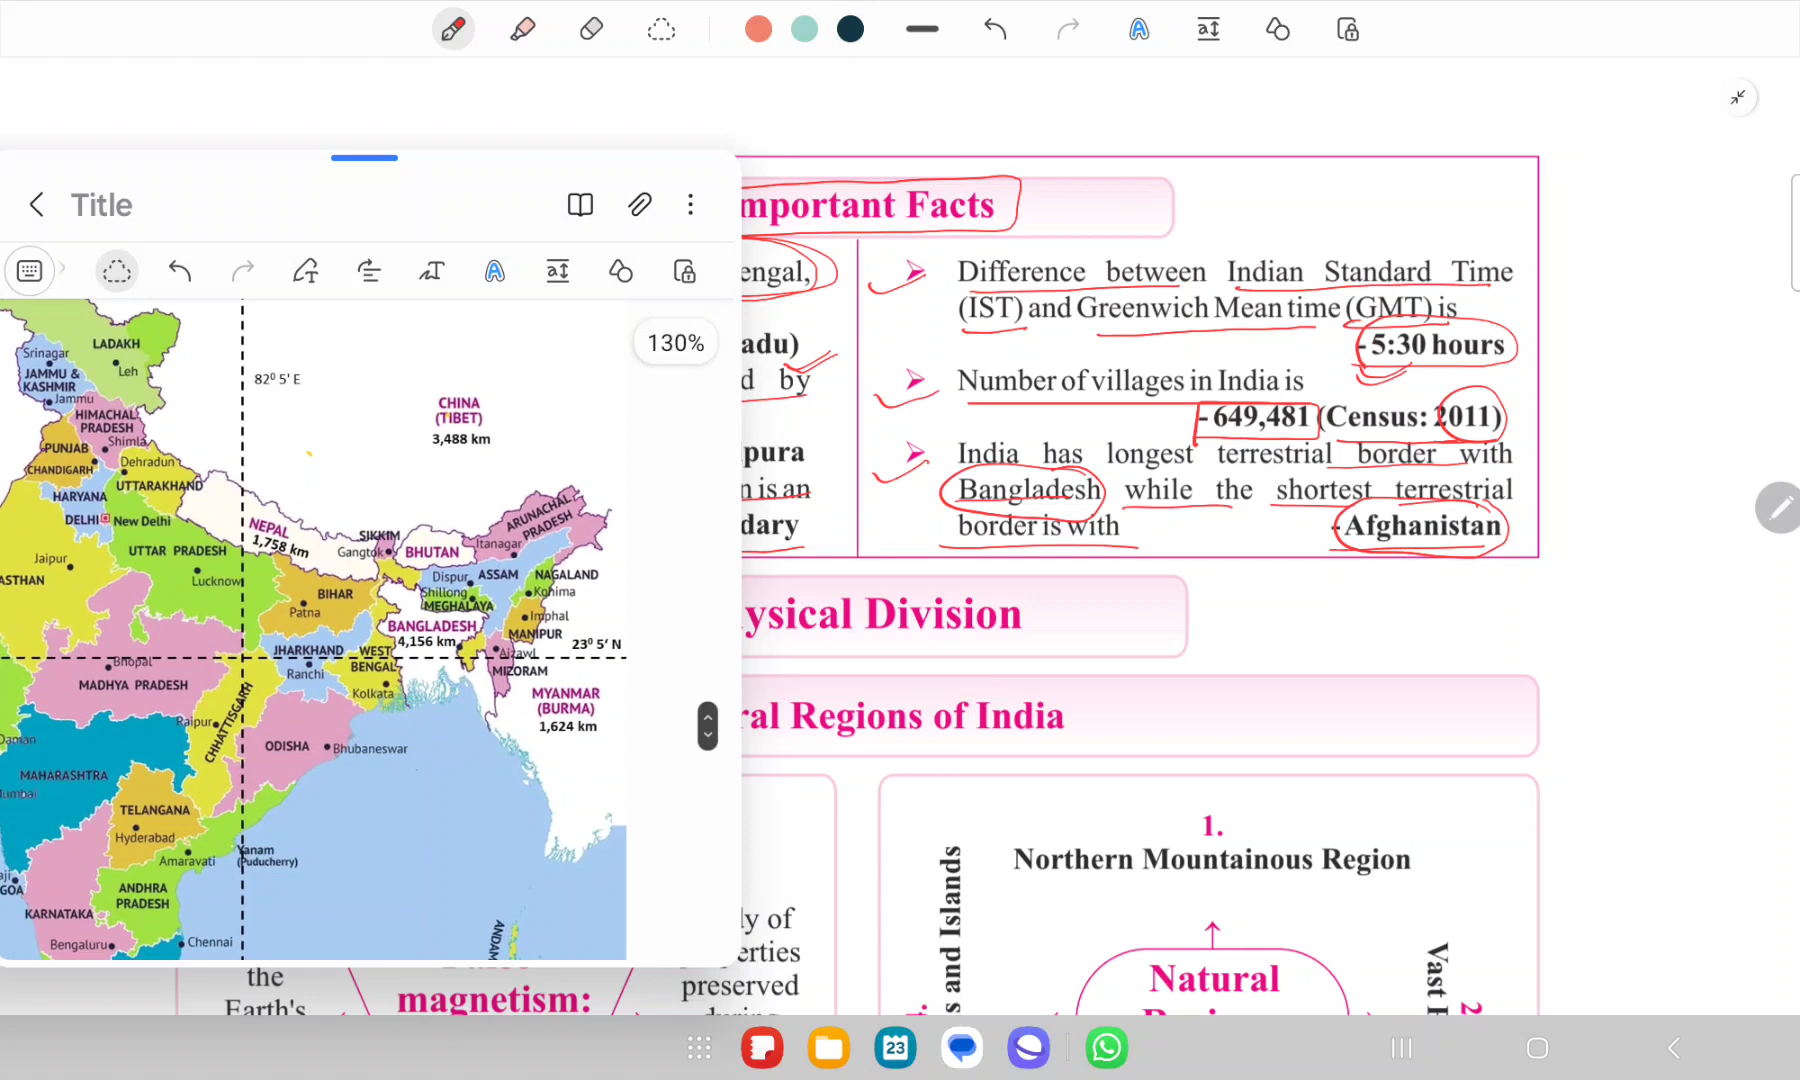 Title
130%
LADAKH
Srinagar
Leh
JAMMU &
KASHMIR
Jammu
82⁰ 5' E
CHINA
(TIBET)
3,488 km
HIMACHAL
PRADESH
Shimla
PUNJAB
CHANDIGARH
Dehradun
UTTARAKHAND
HARYANA
DELHI
New Delhi
NEPAL
1,758 km
SIKKIM
Gangtok
BHUTAN
ARUNACHAL
PRADESH
Itanagar
Jaipur
ASTHAN
UTTAR PRADESH
Lucknow
Dispur
ASSAM
NAGALAND
Shillong
Kohima
MEGHALAYA
BIHAR
Patna
Imphal
MANIPUR
BANGLADESH
4,156 km
23⁰ 5' N
Aizawl
MIZORAM
JHARKHAND
Ranchi
WEST
BENGAL
Kolkata
Bhopal
MADHYA PRADESH
MYANMAR
(BURMA)
1,624 km
Raipur
CHHATTISGARH
ODISHA
Bhubaneswar
Daman
MAHARASHTRA
umbai
TELANGANA
Hyderabad
Amaravati
Yanam
(Puducherry)
aji
GOA
ANDHRA
PRADESH
KARNATAKA
Bengaluru
Chennai
ANDAM
mportant Facts
engal,
adu)
d by
pura
n is an
dary
Difference between Indian Standard Time
(IST) and Greenwich Mean time (GMT) is
- 5:30 hours
Number of villages in India is
- 649,481 (Census: 2011)
India has longest terrestrial border with
Bangladesh while the shortest terrestrial
border is with - Afghanistan
ysical Division
ral Regions of India
the
Earth's
magnetism:
ly of
erties
preserved
1.
Northern Mountainous Region
s and Islands
Natural
Vast
2
23